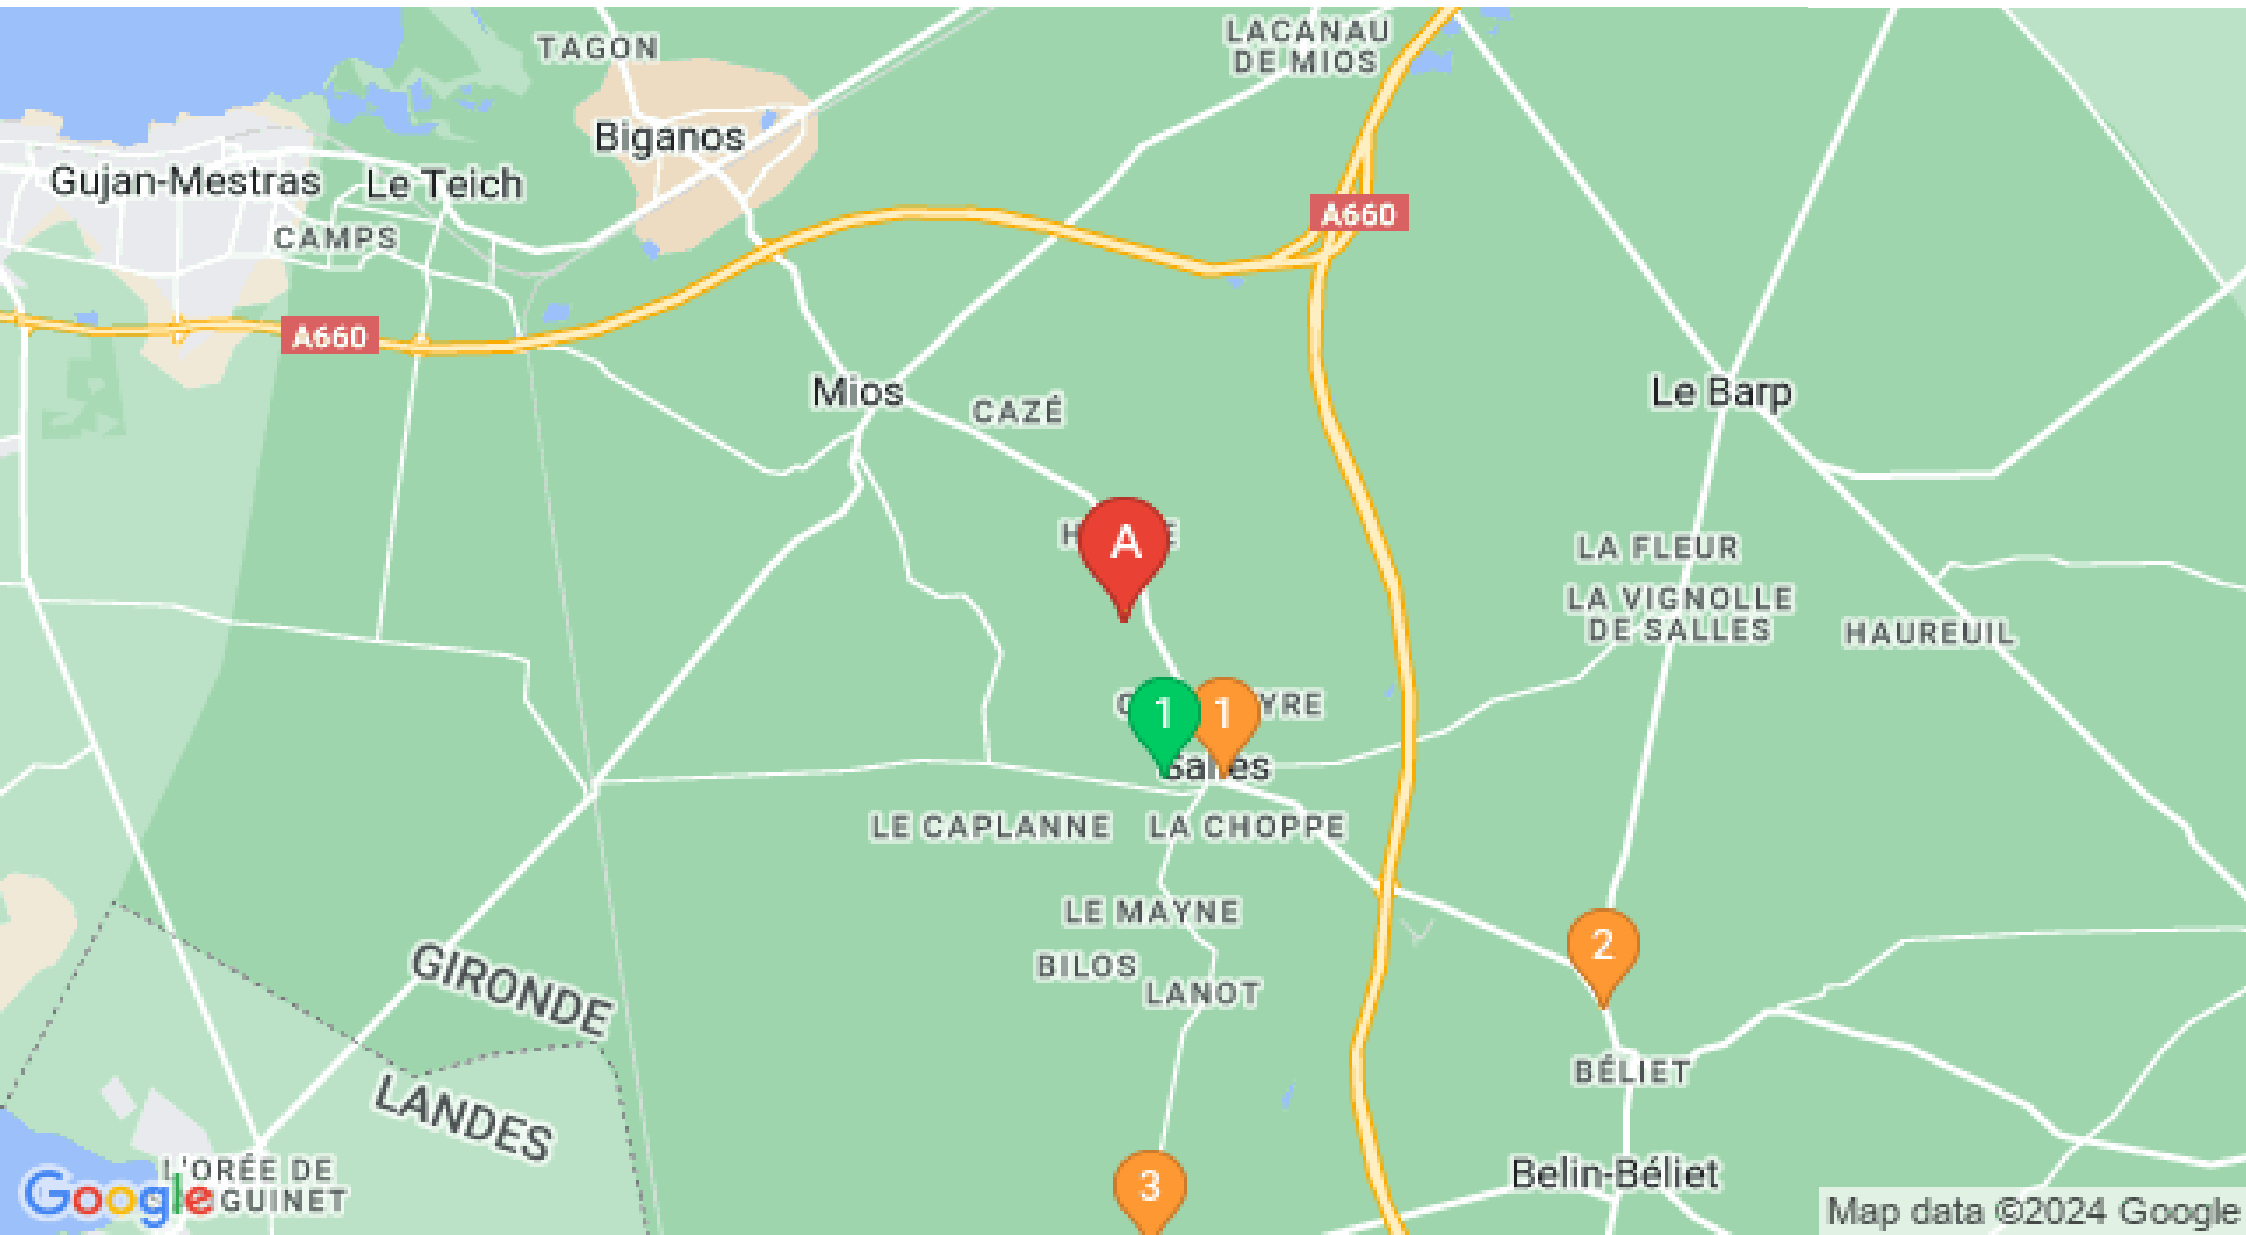 LACANAU
DE MIOS
TAGON
Biganos
Gujan-Mestras
Le Teich
CAMPS
A660
A660
Mios
CAZÉ
Le Barp
A
LA FLEUR
LA VIGNOLLE
DE SALLES
HAUREUIL
1
1
YRE
Salles
LE CAPLANNE
LA CHOPPE
LE MAYNE
BILOS
LANOT
2
GIRONDE
LANDES
BÉLIET
Belin-Béliet
3
L'ORÉE DE
GUINET
Google
Map data ©2024 Google